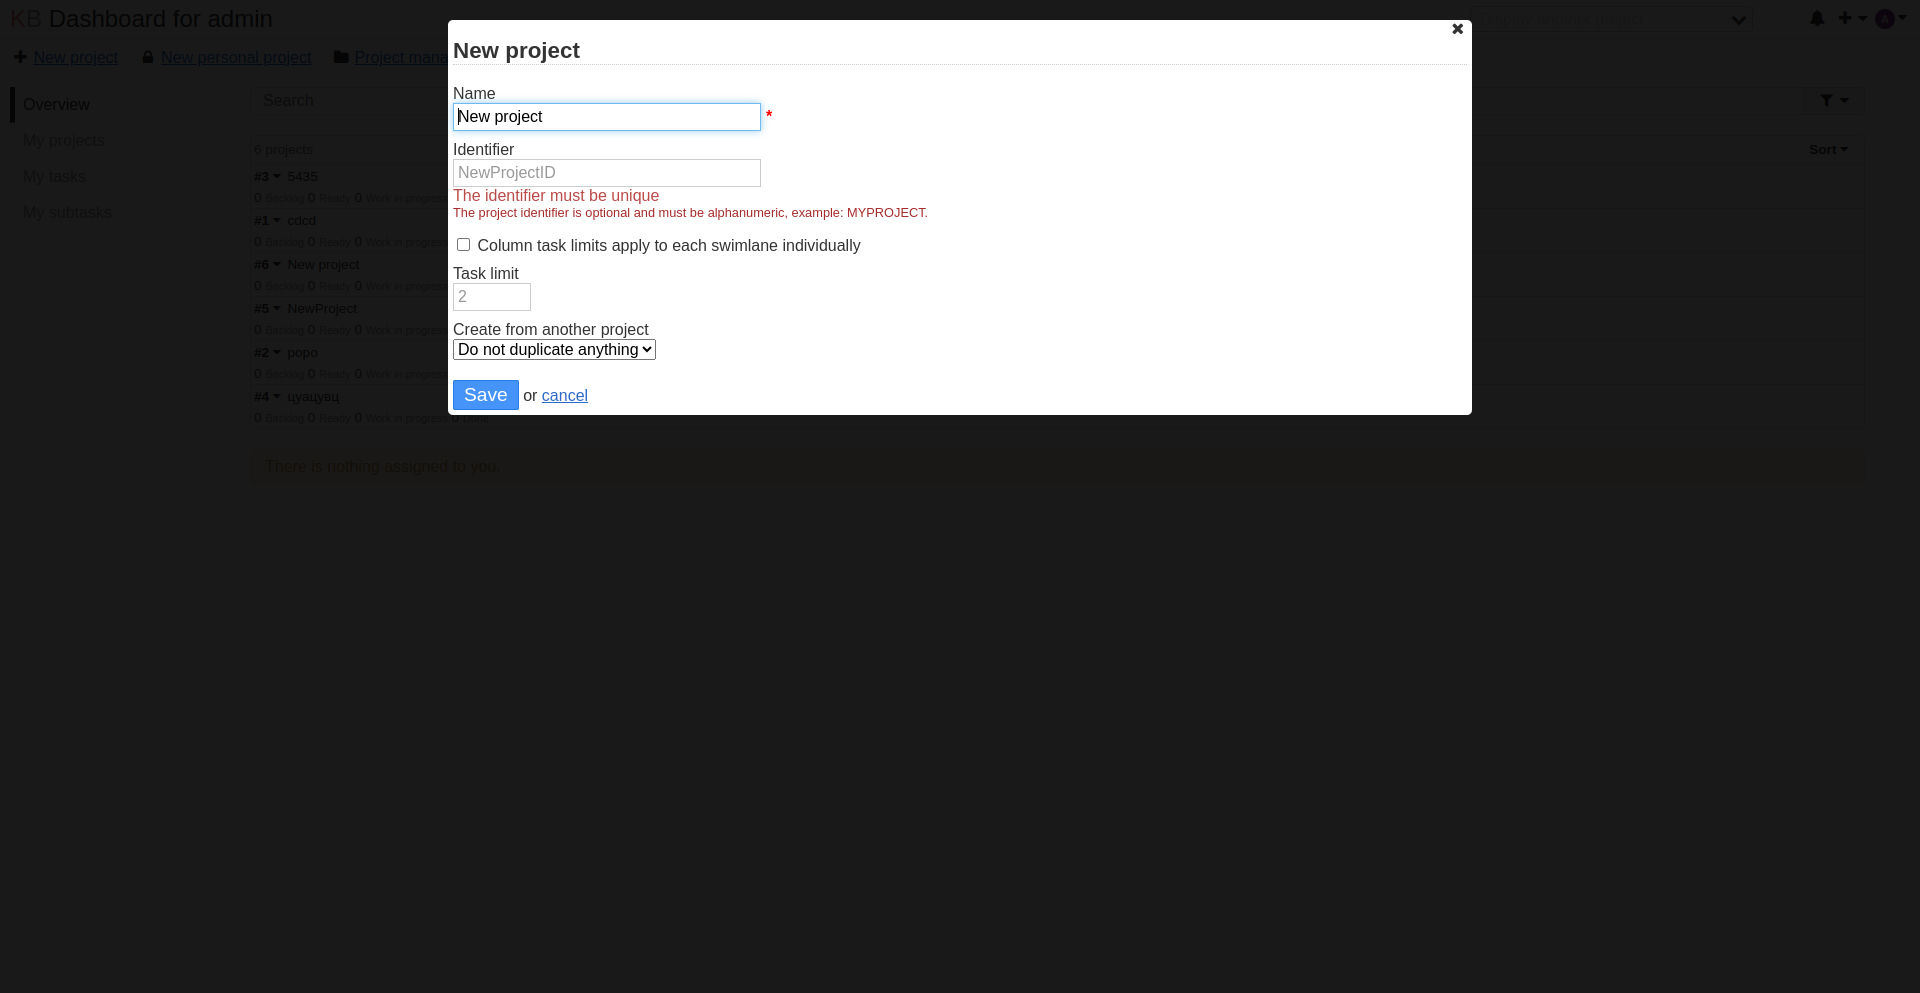 KB Dashboard for admin
New project
New personal project
Project mana
Overview
My projects
My tasks
My subtasks
Search
6 projects
Sort
#3 5435
0 Backlog 0 Ready 0 Work in progress
#1 cdcd
0 Backlog 0 Ready 0 Work in progress
#6 New project
0 Backlog 0 Ready 0 Work in progress
#5 NewProject
0 Backlog 0 Ready 0 Work in progress
#2 popo
0 Backlog 0 Ready 0 Work in progress
#4 цуацувц
0 Backlog 0 Ready 0 Work in progress 0 Done
There is nothing assigned to you.
A
New project
Name
New project *
Identifier
NewProjectID
The identifier must be unique
The project identifier is optional and must be alphanumeric, example: MYPROJECT.
Column task limits apply to each swimlane individually
Task limit
2
Create from another project
Do not duplicate anything
Save or cancel